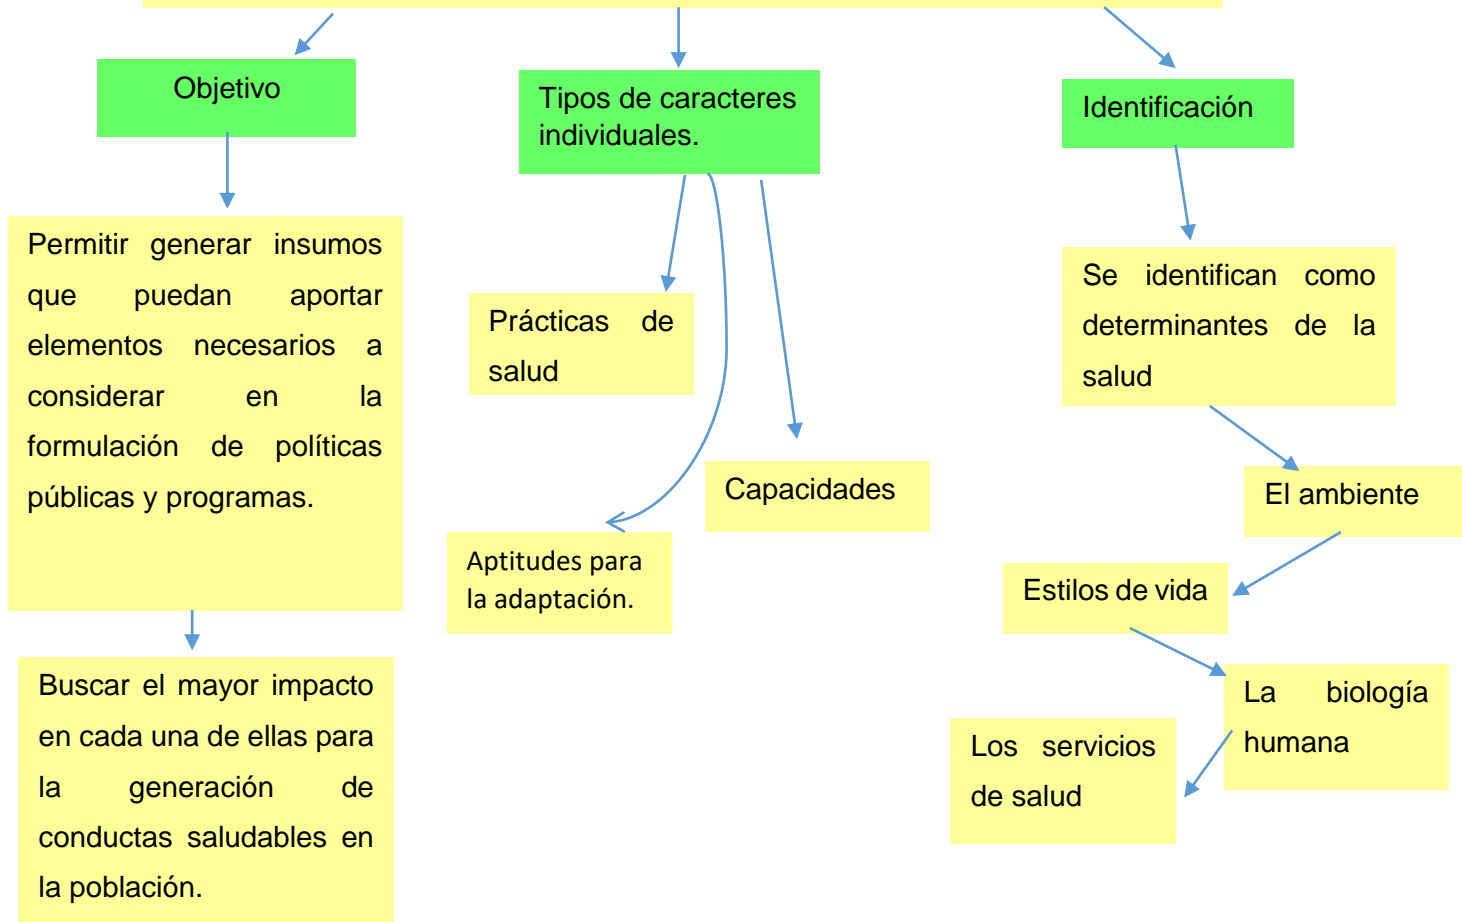 Objetivo
Tipos de caracteres
individuales.
Identificación
Permitir generar insumos
que puedan aportar
elementos necesarios a
considerar en la
formulación de políticas
públicas y programas.
Buscar el mayor impacto
en cada una de ellas para
la generación de
conductas saludables en
la población.
Prácticas de
salud
Capacidades
Aptitudes para
la adaptación.
Se identifican como
determinantes de la
salud
El ambiente
Estilos de vida
La biología
humana
Los servicios
de salud